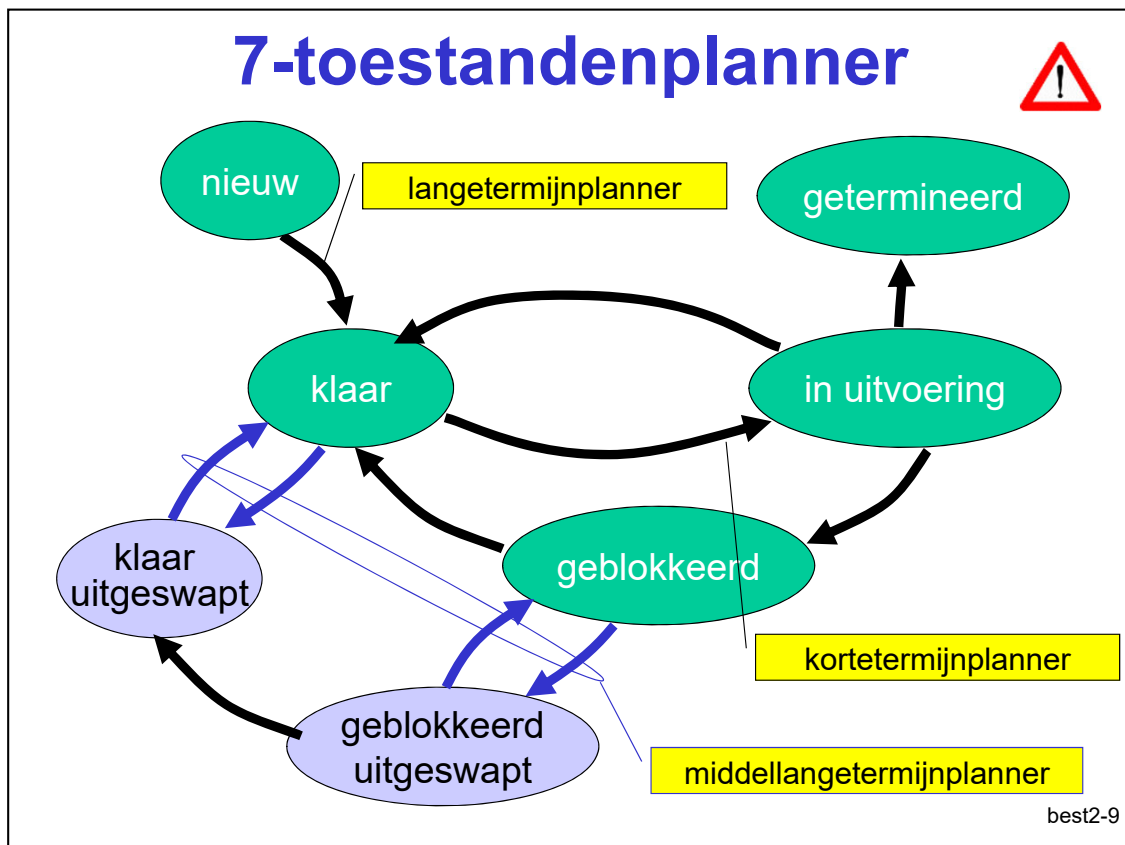 7-toestandenplanner
nieuw
langetermijnplanner
getermineerd
klaar
in uitvoering
klaar
uitgeswapt
geblokkeerd
kortetermijnplanner
geblokkeerd
uitgeswapt
middellangetermijnplanner
best2-9